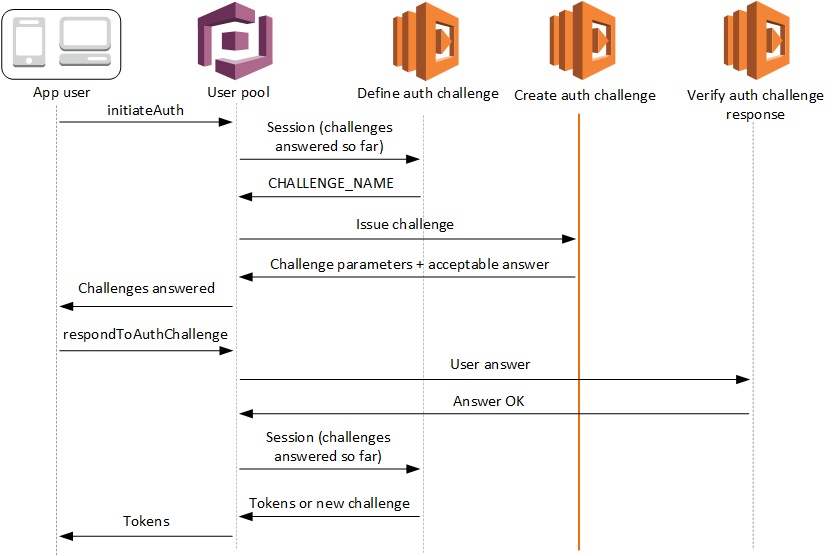 App user
User pool
Define auth challenge
Create auth challenge
Verify auth challenge
response
initiateAuth
Session (challenges
answered so far)
CHALLENGE_NAME
Issue challenge
Challenge parameters + acceptable answer
Challenges answered
respondToAuthChallenge
User answer
Answer OK
Session (challenges
answered so far)
Tokens or new challenge
Tokens